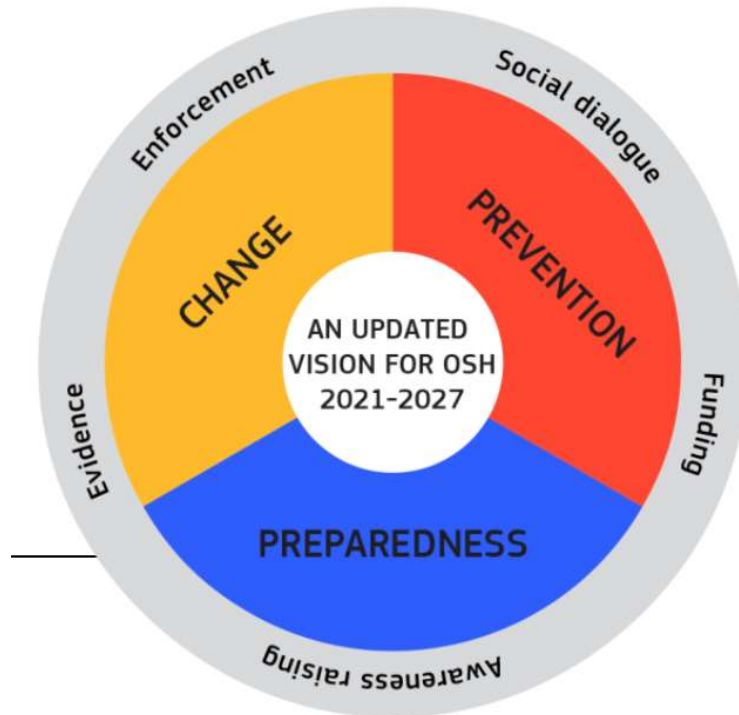 Enforcement
Social dialogue
CHANGE
PREVENTION
AN UPDATED
VISION FOR OSH
2021-2027
Evidence
Funding
PREPAREDNESS
Awareness raising